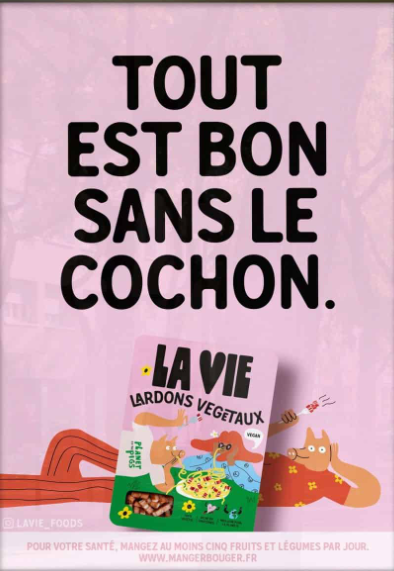 TOUT
EST BON
SANS LE
COCHON.
LA VIE
LARDONS VEGETAUX
VEGAN
LAVIE_FOODS
POUR VOTRE SANTÉ, MANGEZ AU MOINS CINQ FRUITS ET LÉGUMES PAR JOUR.
WWW.MANGERBOUGER.FR